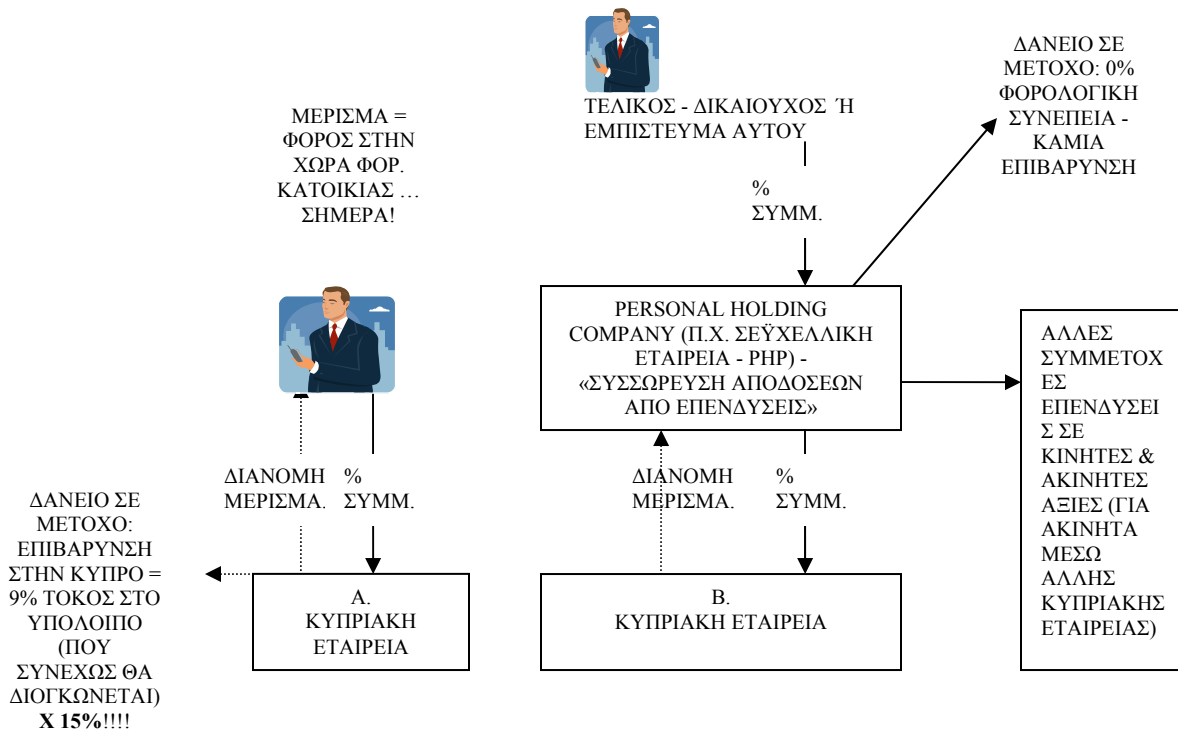 ΤΕΛΙΚΟΣ - ΔΙΚΑΙΟΥΧΟΣ Ή
ΕΜΠΙΣΤΕΥΜΑ ΑΥΤΟΥ
ΔΑΝΕΙΟ ΣΕ
ΜΕΤΟΧΟ: 0%
ΦΟΡΟΛΟΓΙΚΗ
ΣΥΝΕΠΕΙΑ -
ΚΑΜΙΑ
ΕΠΙΒΑΡΥΝΣΗ
ΜΕΡΙΣΜΑ =
ΦΟΡΟΣ ΣΤΗΝ
ΧΩΡΑ ΦΟΡ.
ΚΑΤΟΙΚΙΑΣ …
ΣΗΜΕΡΑ!
%
ΣΥΜΜ.
PERSONAL HOLDING
COMPANY (Π.Χ. ΣΕΫΧΕΛΛΙΚΗ
ΕΤΑΙΡΕΙΑ - PHP) -
«ΣΥΣΣΩΡΕΥΣΗ ΑΠΟΔΟΣΕΩΝ
ΑΠΟ ΕΠΕΝΔΥΣΕΙΣ»
ΑΛΛΕΣ
ΣΥΜΜΕΤΟΧ
ΕΣ
ΕΠΕΝΔΥΣΕΙ
Σ ΣΕ
ΚΙΝΗΤΕΣ &
ΑΚΙΝΗΤΕΣ
ΑΞΙΕΣ (ΓΙΑ
ΑΚΙΝΗΤΑ
ΜΕΣΩ
ΑΛΛΗΣ
ΚΥΠΡΙΑΚΗΣ
ΕΤΑΙΡΕΙΑΣ)
ΔΙΑΝΟΜΗ
ΜΕΡΙΣΜΑ.
%
ΣΥΜΜ.
ΔΙΑΝΟΜΗ
ΜΕΡΙΣΜΑ.
%
ΣΥΜΜ.
ΔΑΝΕΙΟ ΣΕ
ΜΕΤΟΧΟ:
ΕΠΙΒΑΡΥΝΣΗ
ΣΤΗΝ ΚΥΠΡΟ =
9% ΤΟΚΟΣ ΣΤΟ
ΥΠΟΛΟΙΠΟ
(ΠΟΥ
ΣΥΝΕΧΩΣ ΘΑ
ΔΙΟΓΚΩΝΕΤΑΙ)
Χ 15%!!!!
Α.
ΚΥΠΡΙΑΚΗ
ΕΤΑΙΡΕΙΑ
Β.
ΚΥΠΡΙΑΚΗ ΕΤΑΙΡΕΙΑ